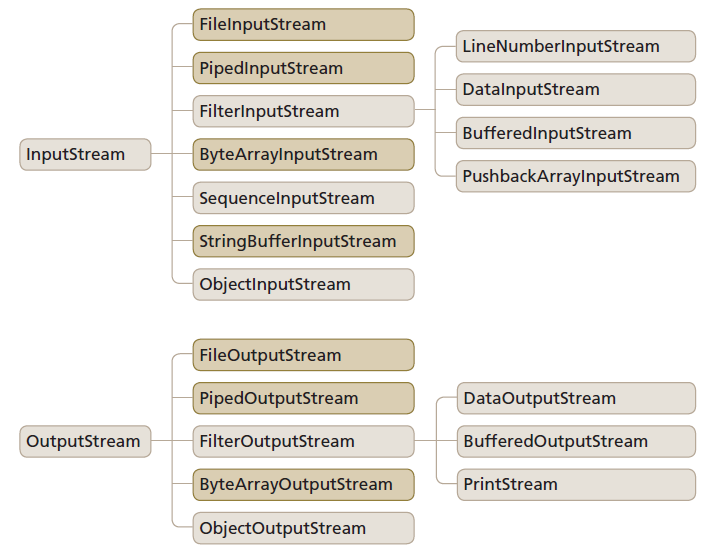 InputStream
FileInputStream
PipedInputStream
FilterInputStream
ByteArrayInputStream
SequenceInputStream
StringBufferInputStream
ObjectInputStream
LineNumberInputStream
DataInputStream
BufferedInputStream
PushbackArrayInputStream
OutputStream
FileOutputStream
PipedOutputStream
FilterOutputStream
ByteArrayOutputStream
ObjectOutputStream
DataOutputStream
BufferedOutputStream
PrintStream